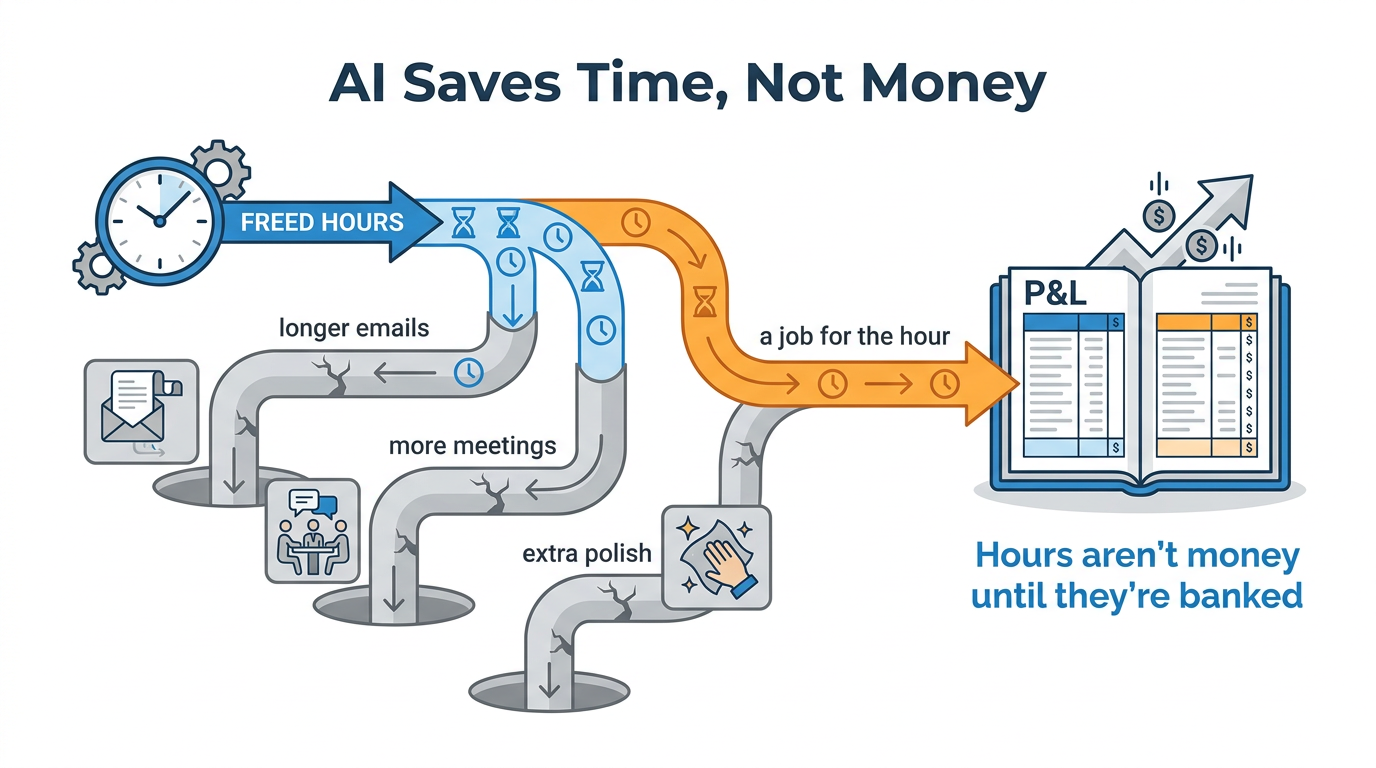 AI Saves Time, Not Money
FREED HOURS
longer emails
a job for the hour
more meetings
extra polish
P&L
$
$
$
$
$
$
$
$
$
$
$
$
Hours aren't money
until they're banked